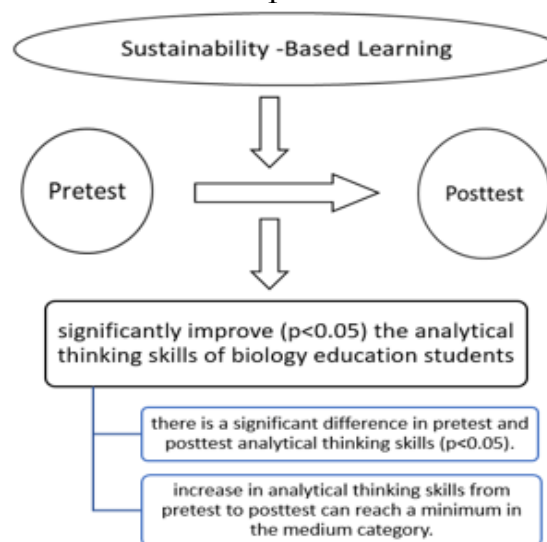 Sustainability -Based Learning
Pretest
Posttest
significantly improve (p<0.05) the analytical
thinking skills of biology education students
there is a significant difference in pretest and
posttest analytical thinking skills (p<0.05).
increase in analytical thinking skills from
pretest to posttest can reach a minimum in
the medium category.